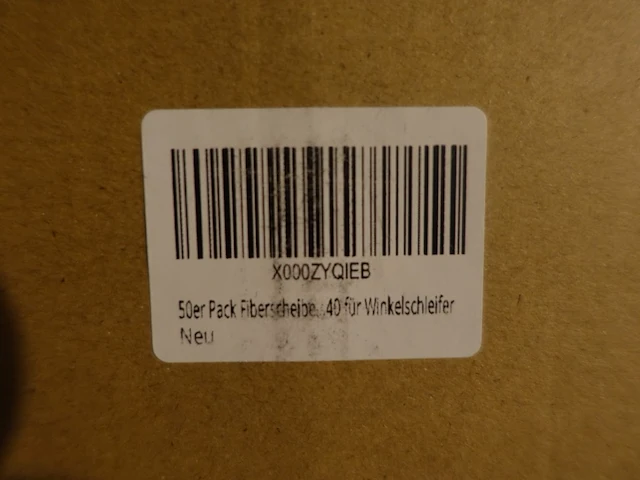 X000ZYQIEB
50er Pack Fiberscheibe...40 für Winkelschleifer
Neu